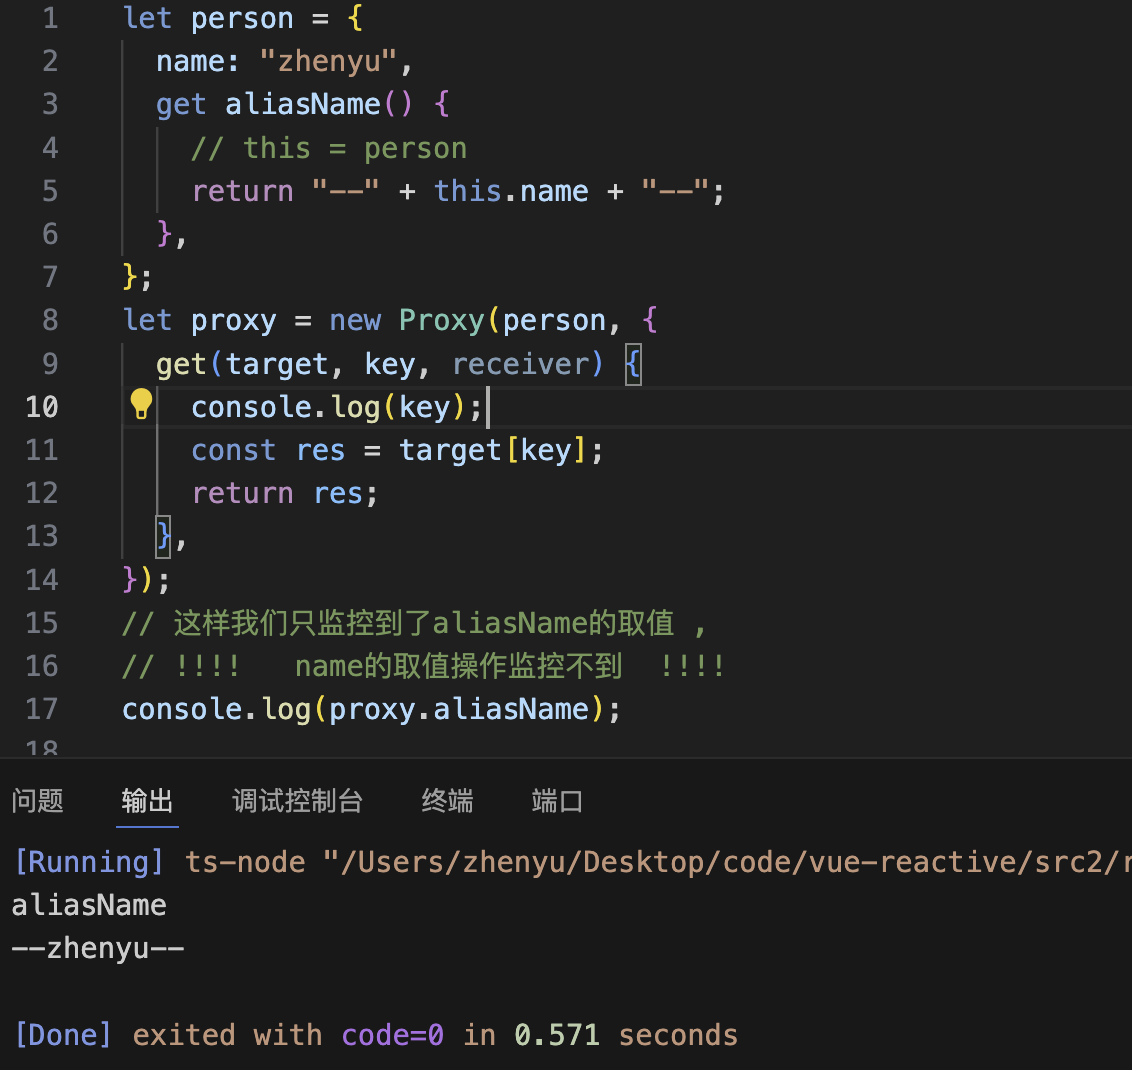 1 let person = {
2 name: "zhenyu",
3 get aliasName() {
4 // this = person
5 return "--" + this.name + "--";
6 },
7 };
8 let proxy = new Proxy(person, {
9 get(target, key, receiver) {
10 console.log(key);
11 const res = target[key];
12 return res;
13 },
14 });
15 // 这样我们只监控到了aliasName的取值 ，
16 // !!!!   name的取值操作监控不到  !!!!
17 console.log(proxy.aliasName);
18
问题 输出 调试控制台 终端 端口
[Running] ts-node "/Users/zhenyu/Desktop/code/vue-reactive/src2/r
aliasName
--zhenyu--
[Done] exited with code=0 in 0.571 seconds